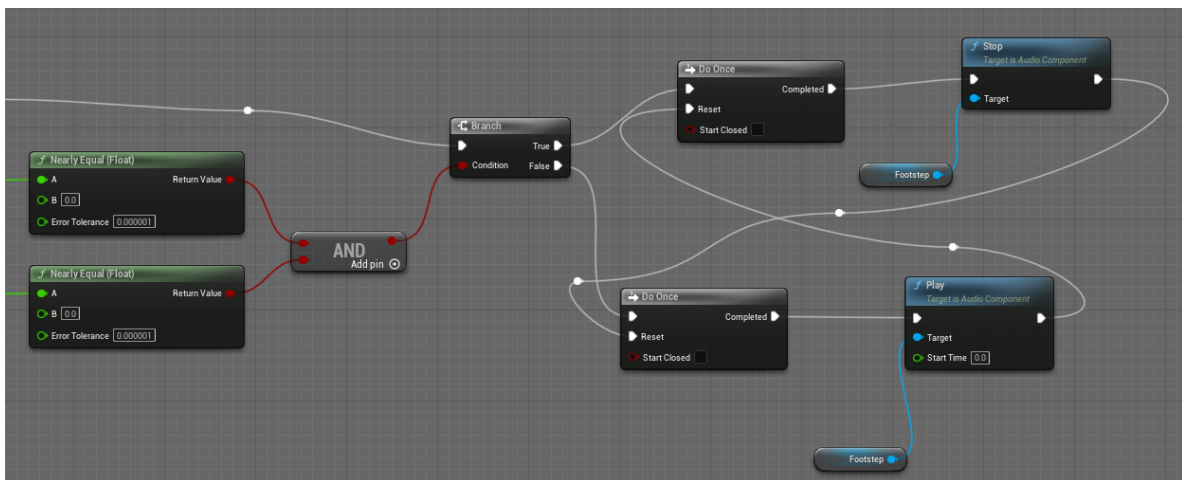 Nearly Equal (Float)
A
Return Value
B 0.0
Error Tolerance 0.000001
Nearly Equal (Float)
A
Return Value
B 0.0
Error Tolerance 0.000001
AND
Add pin
Branch
True
Condition
False
Do Once
Completed
Reset
Start Closed
Stop
Target is Audio Component
Target
Footstep
Do Once
Completed
Reset
Start Closed
Play
Target is Audio Component
Target
Start Time 0.0
Footstep